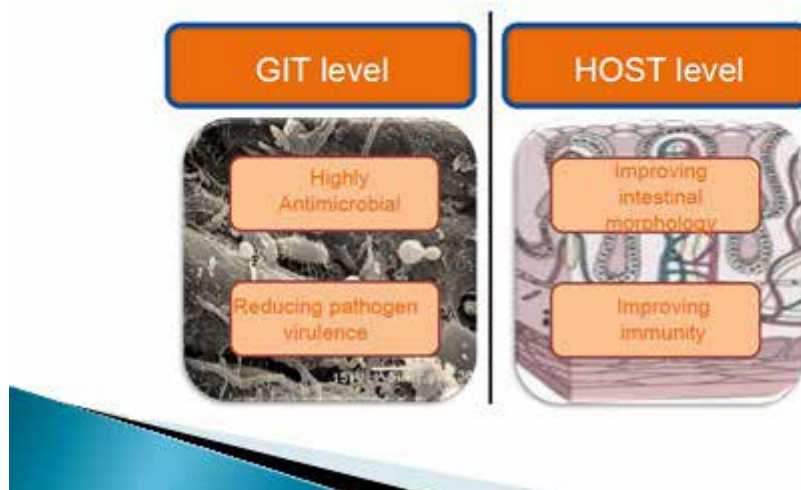 GIT level
Highly
Antimicrobial
Reducing pathogen
virulence
HOST level
Improving
intestinal
morphology
Improving
immunity